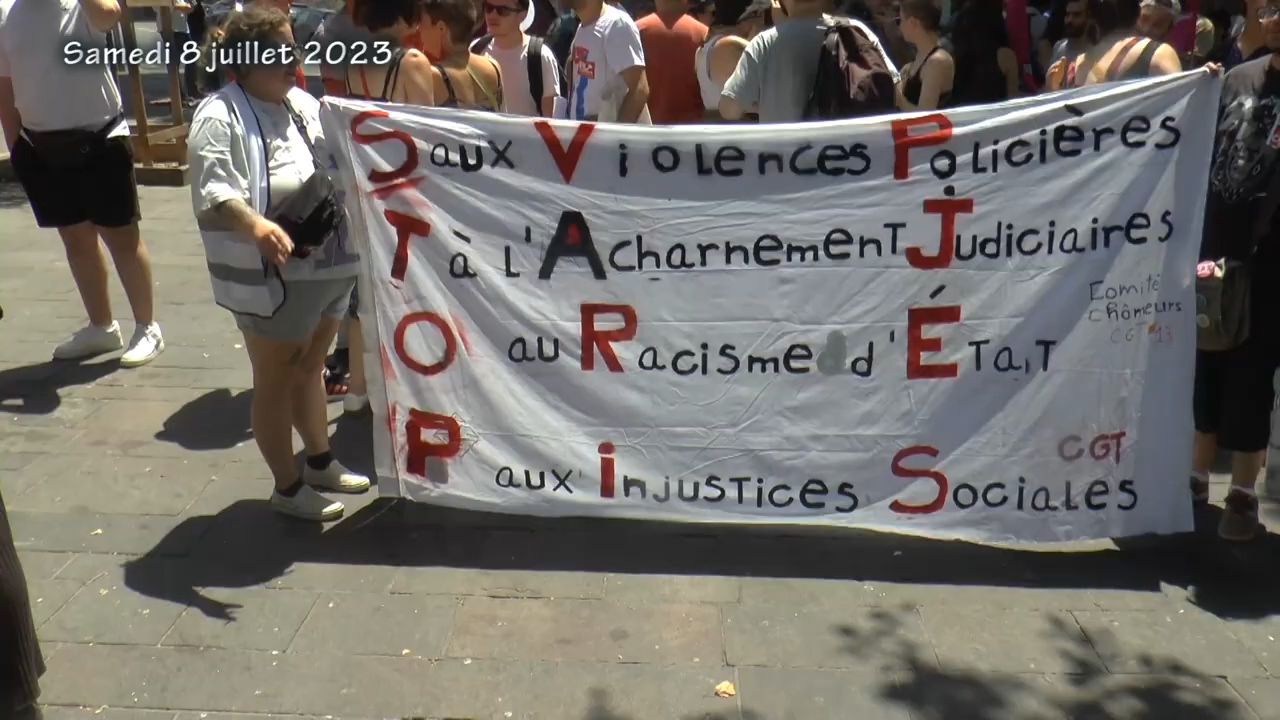 Samedi 8 juillet 2023
S aux Violences Policières
T à l'Acharnement Judiciaires
O au Racisme d'État
P aux injustices Sociales
Comité
chômeurs
CGT 13
CGT